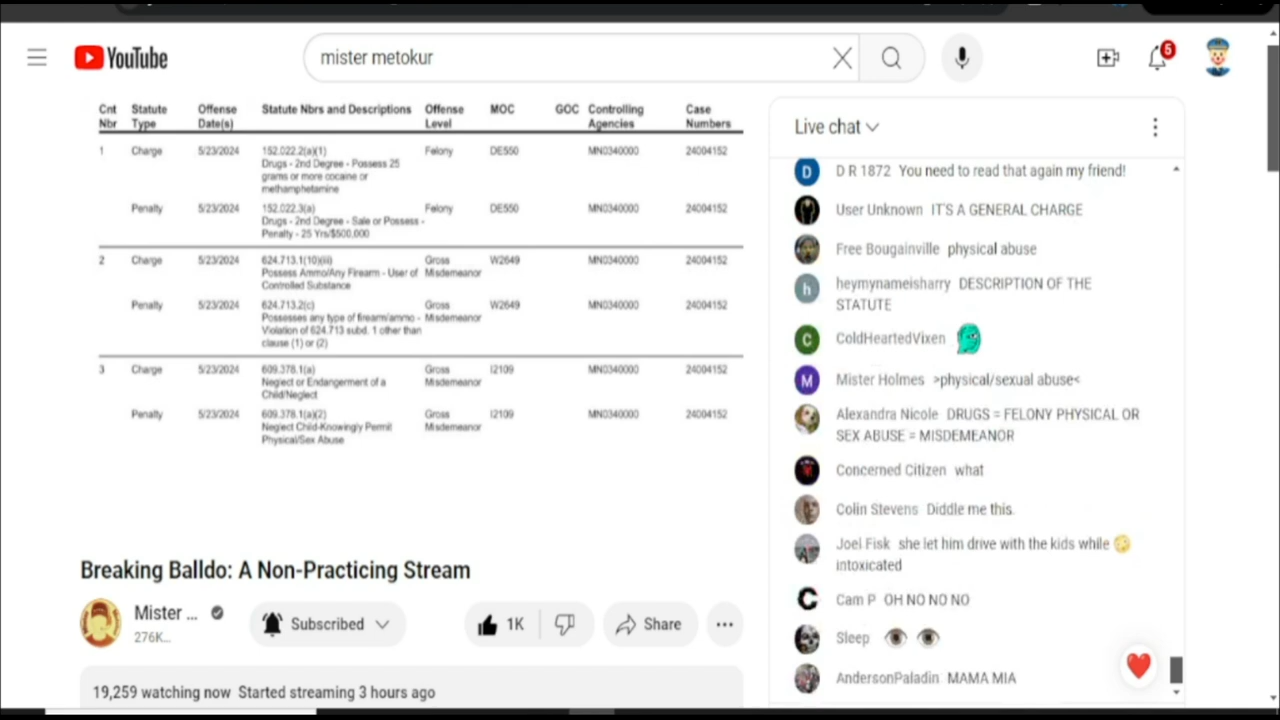 YouTube
mister metokur
5
Cnt Statute Offense Statute Nbrs and Descriptions Offense MOC GOC Controlling Case
Nbr Type Date(s) Level Agencies Numbers
1 Charge 5/23/2024 152.022.2(a)(1) Felony DE550 MN0340000 24004152
Drugs - 2nd Degree - Possess 25
grams or more cocaine or
methamphetamine
Penalty 5/23/2024 152.022.3(a) Felony DE550 MN0340000 24004152
Drugs - 2nd Degree - Sale or Possess -
Penalty - 25 Yrs/$500,000
2 Charge 5/23/2024 624.713.1(10)(iii) Gross W2649 MN0340000 24004152
Possess Ammo/Any Firearm - User of Misdemeanor
Controlled Substance
Penalty 5/23/2024 624.713.2(c) Gross W2649 MN0340000 24004152
Possesses any type of firearm/ammo - Misdemeanor
Violation of 624.713 subd. 1 other than
clause (1) or (2)
3 Charge 5/23/2024 609.378.1(a) Gross I2109 MN0340000 24004152
Neglect or Endangerment of a Misdemeanor
Child/Neglect
Penalty 5/23/2024 609.378.1(a)(2) Gross I2109 MN0340000 24004152
Neglect Child-Knowingly Permit Misdemeanor
Physical/Sex Abuse
Breaking Balldo: A Non-Practicing Stream
Mister ...
276K...
Subscribed
1K
Share
19,259 watching now Started streaming 3 hours ago
Live chat
D R 1872 You need to read that again my friend!
User Unknown IT'S A GENERAL CHARGE
Free Bougainville physical abuse
heymynameisharry DESCRIPTION OF THE
STATUTE
ColdHeartedVixen
Mister Holmes >physical/sexual abuse<
Alexandra Nicole DRUGS = FELONY PHYSICAL OR
SEX ABUSE = MISDEMEANOR
Concerned Citizen what
Colin Stevens Diddle me this.
Joel Fisk she let him drive with the kids while
intoxicated
Cam P OH NO NO NO
Sleep
AndersonPaladin MAMA MIA